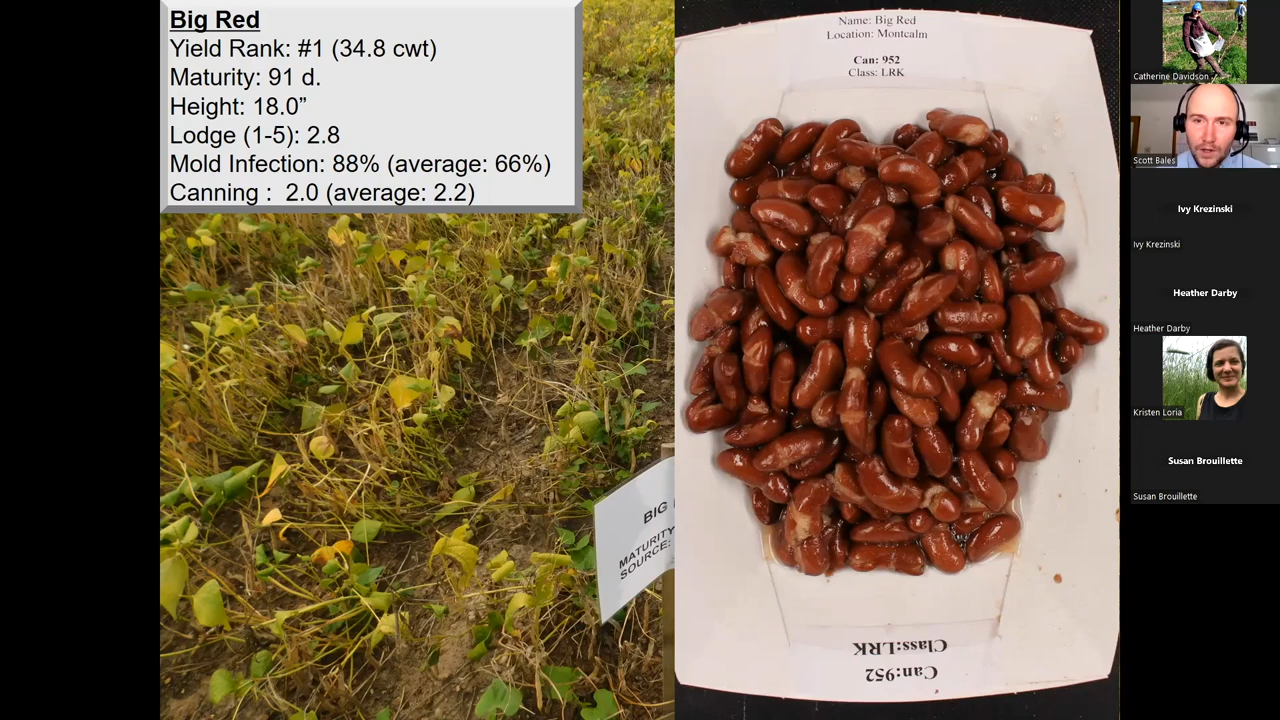 Big Red
Yield Rank: #1 (34.8 cwt)
Maturity: 91 d.
Height: 18.0”
Lodge (1-5): 2.8
Mold Infection: 88% (average: 66%)
Canning : 2.0 (average: 2.2)
BIG
MATURITY
SOURCE:
Name: Big Red
Location: Montcalm
Can: 952
Class: LRK
Class:LRK
Can:952
Catherine Davidson
Scott Bales
Ivy Krezinski
Ivy Krezinski
Heather Darby
Heather Darby
Kristen Loria
Susan Brouillette
Susan Brouillette